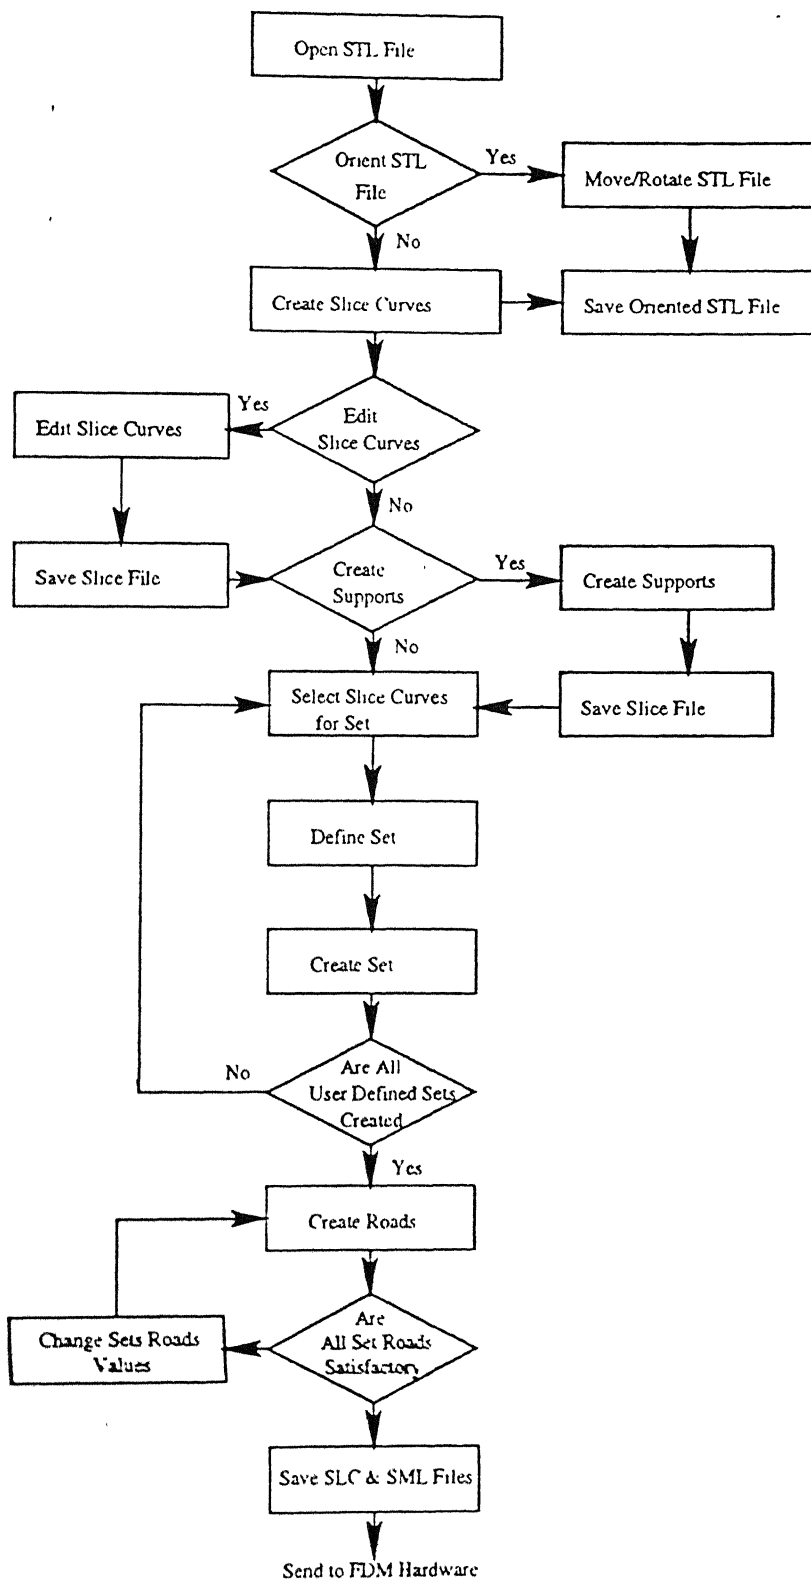 Open STL File
Orient STL
File
Yes
Move/Rotate STL File
No
Create Slice Curves
Save Oriented STL File
Yes
Edit Slice Curves
Edit
Slice Curves
No
Save Slice File
Create
Supports
Yes
Create Supports
No
Select Slice Curves
for Set
Save Slice File
Define Set
Create Set
No
Are All
User Defined Sets
Created
Yes
Create Roads
Change Sets Roads
Values
Are
All Set Roads
Satisfactory
Save SLC & SML Files
Send to FDM Hardware